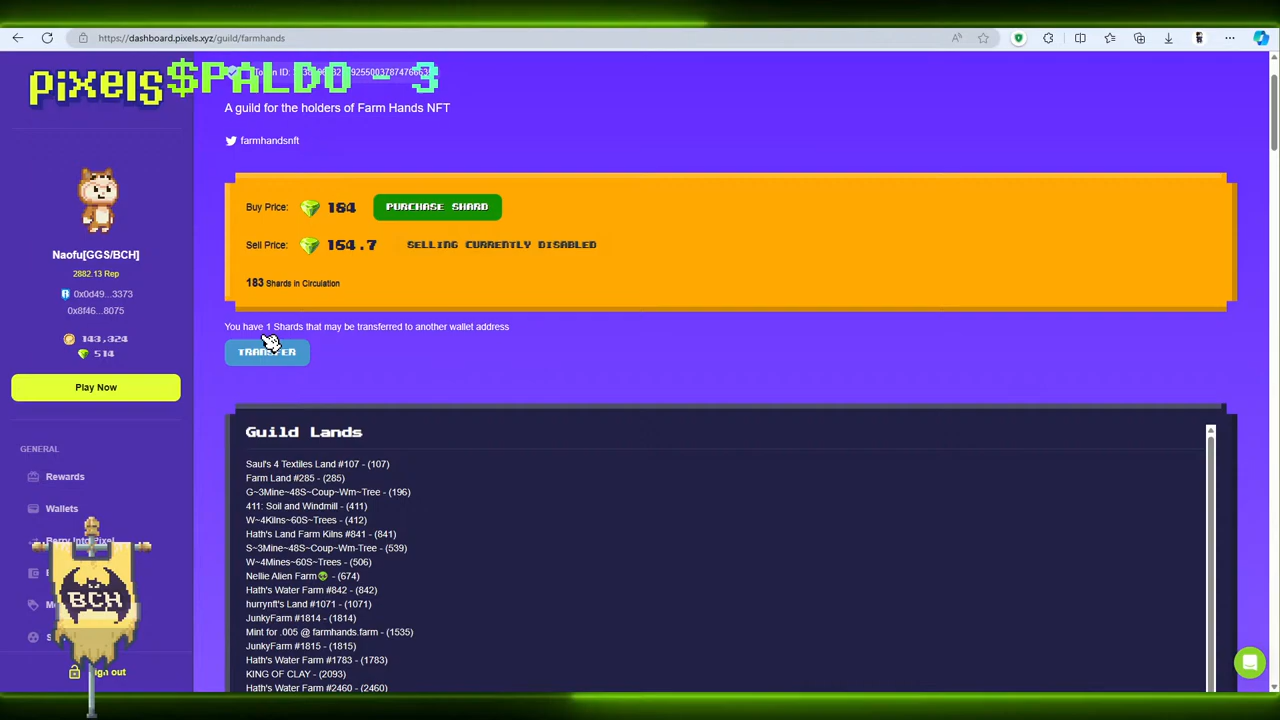 https://dashboard.pixels.xyz/guild/farmhands
pixels
$PALDO - 3
A guild for the holders of Farm Hands NFT
farmhandsnft
Buy Price: 184 PURCHASE SHARD
Sell Price: 154.7 SELLING CURRENTLY DISABLED
183 Shards in Circulation
You have 1 Shards that may be transferred to another wallet address
TRANSFER
Naofu[GGS/BCH]
2882.13 Rep
0x0d49...3373
0x8f46...8075
143,324
514
Play Now
GENERAL
Rewards
Wallets
BCH
Guild Lands
Saul's 4 Textiles Land #107 - (107)
Farm Land #285 - (285)
G~3Mine~48S~Coup~Wm~Tree - (196)
411: Soil and Windmill - (411)
W~4Kilns~60S~Trees - (412)
Hath's Land Farm Kilns #841 - (841)
S~3Mine~48S~Coup~Wm-Tree - (539)
W~4Mines~60S~Trees - (506)
Nellie Alien Farm👽 - (674)
Hath's Water Farm #842 - (842)
hurrynft's Land #1071 - (1071)
JunkyFarm #1814 - (1814)
Mint for .005 @ farmhands.farm - (1535)
JunkyFarm #1815 - (1815)
Hath's Water Farm #1783 - (1783)
KING OF CLAY - (2093)
Hath's Water Farm #2460 - (2460)